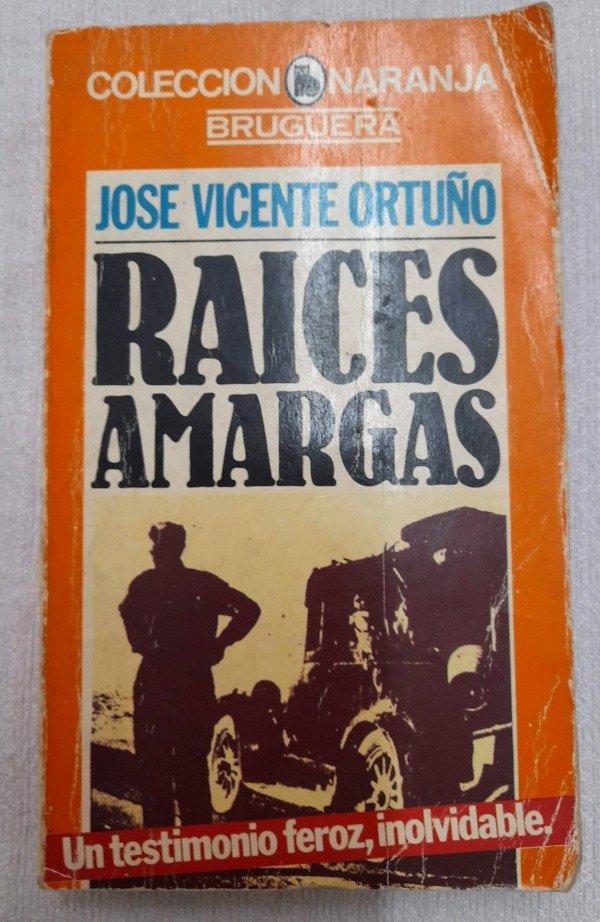 COLECCION NARANJA
BRUGUERA
JOSE VICENTE ORTUÑO
RAICES
AMARGAS
Un testimonio feroz, inolvidable.